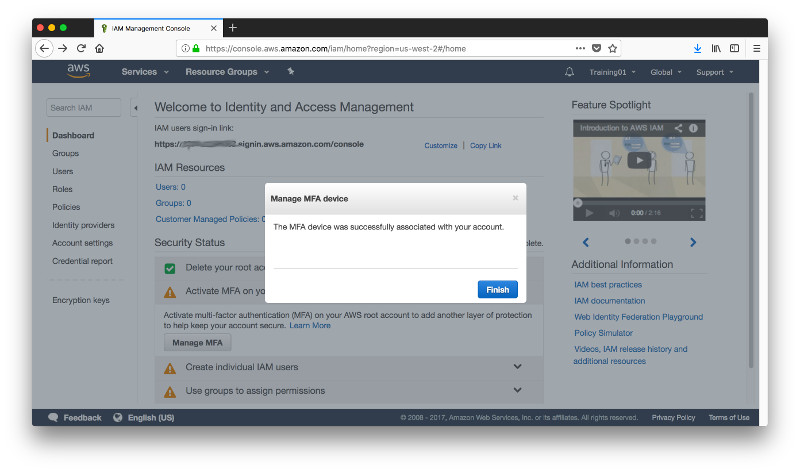 IAM Management Console
https://console.aws.amazon.com/iam/home?region=us-west-2#/home
aws
Services
Resource Groups
Training01
Global
Support
Search IAM
Dashboard
Groups
Users
Roles
Policies
Identity providers
Account settings
Credential report
Encryption keys
Welcome to Identity and Access Management
IAM users sign-in link:
https://
.signin.aws.amazon.com/console
Customize | Copy Link
IAM Resources
Users: 0
Groups: 0
Customer Managed Policies: 0
Security Status
Delete your root acc
Activate MFA on yo
Activate multi-factor authentication (MFA) on your AWS root account to add another layer of protection
to help keep your account secure. Learn More
Manage MFA
Create individual IAM users
Use groups to assign permissions
Manage MFA device
×
The MFA device was successfully associated with your account.
Finish
Feature Spotlight
Introduction to AWS IAM
0:00 / 2:16
Additional Information
IAM best practices
IAM documentation
Web Identity Federation Playground
Policy Simulator
Videos, IAM release history and
additional resources
Feedback
English (US)
© 2008 - 2017, Amazon Web Services, Inc. or its affiliates. All rights reserved.
Privacy Policy
Terms of Use